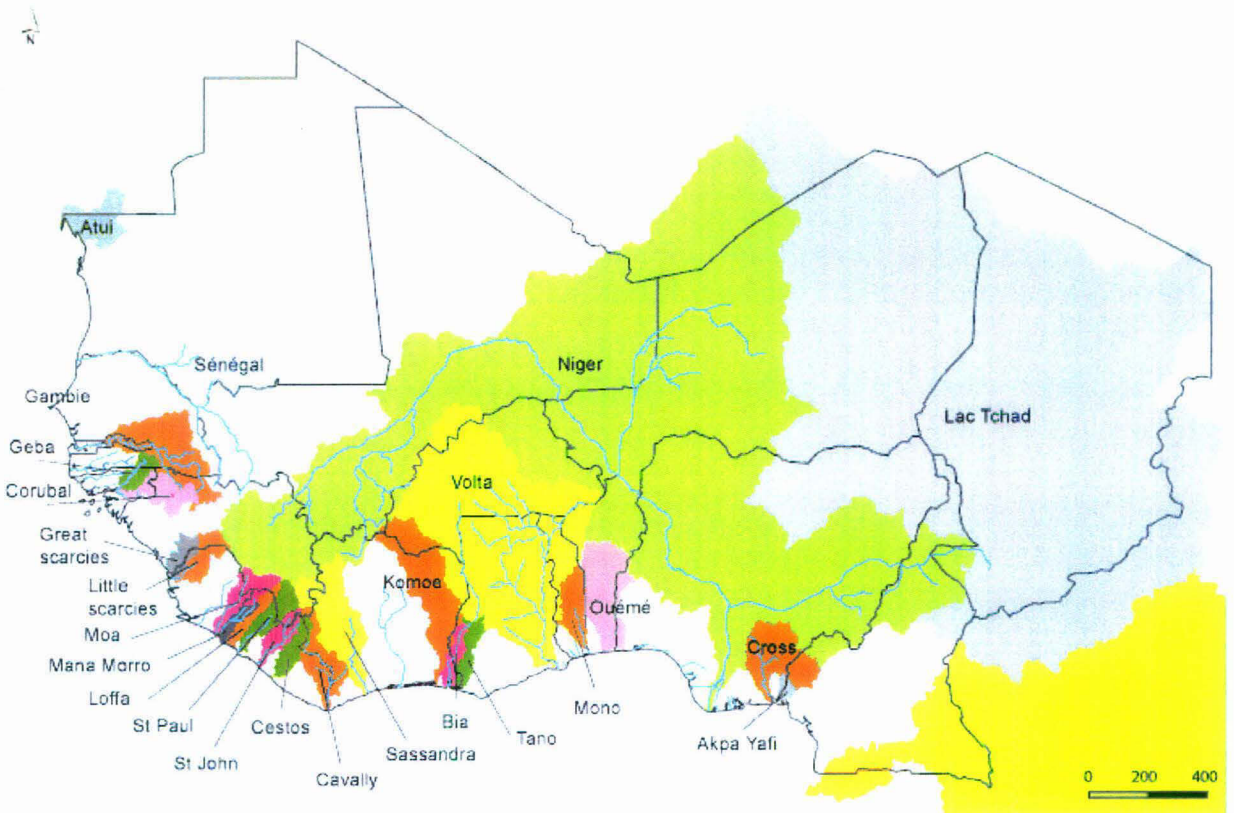 N
Atui
Sénégal
Gambie
Niger
Lac Tchad
Geba
Volta
Corubal
Great
scarcies
Komoe
Little
scarcies
Ouémé
Moa
Cross
Mana Morro
Loffa
St Paul
Cestos
Bia
Mono
St John
Sassandra
Tano
Akpa Yafi
Cavally
0 200 400